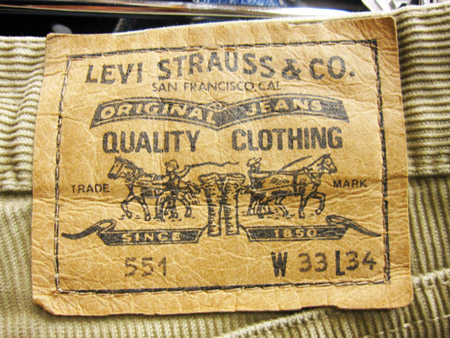 LEVI STRAUSS & CO.
SAN FRANCISCO, CAL
ORIGINAL JEANS
QUALITY CLOTHING
TRADE MARK
SINCE 1850
551 W 33 L 34